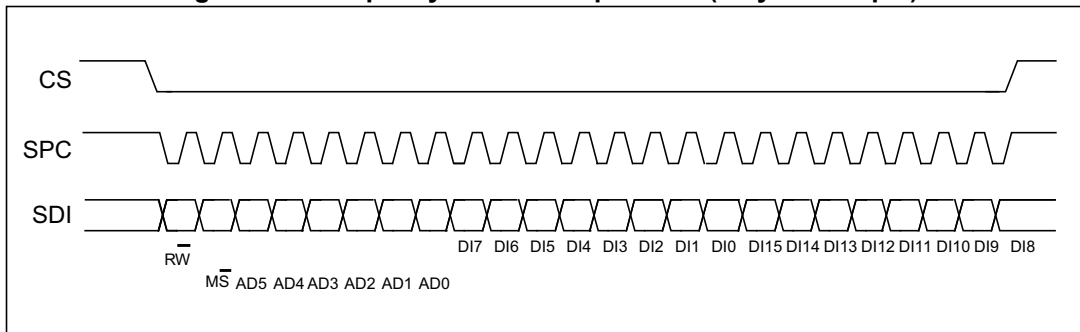 CS
SPC
SDI
DI7 DI6 DI5 DI4 DI3 DI2 DI1 DI0 DI15 DI14 DI13 DI12 DI11 DI10 DI9 DI8
RW̅
MS̅ AD5 AD4 AD3 AD2 AD1 AD0